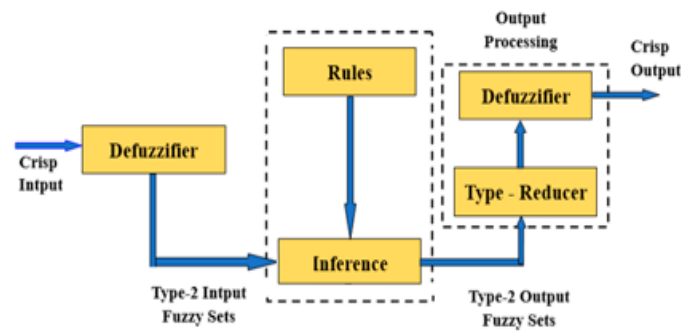 Output
Processing
Crisp
Output
Rules
Defuzzifier
Defuzzifier
Crisp
Intput
Type - Reducer
Inference
Type-2 Intput
Fuzzy Sets
Type-2 Output
Fuzzy Sets